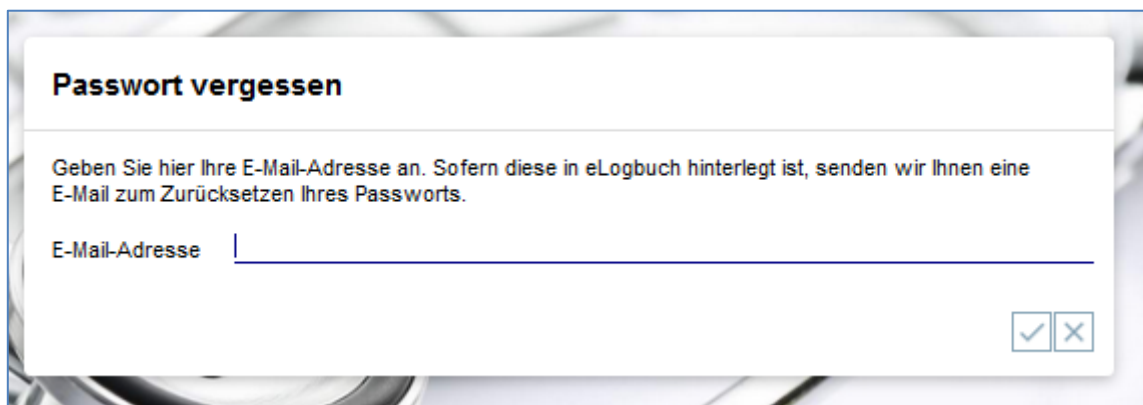 Passwort vergessen
Geben Sie hier Ihre E-Mail-Adresse an. Sofern diese in eLogbuch hinterlegt ist, senden wir Ihnen eine
E-Mail zum Zurücksetzen Ihres Passworts.
E-Mail-Adresse